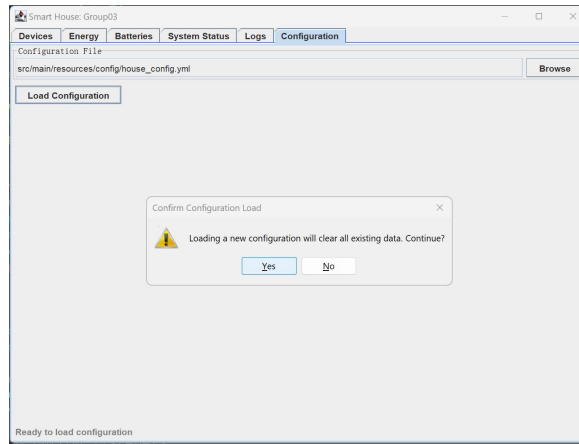 Smart House: Group03
Devices Energy Batteries System Status Logs Configuration
Configuration File
src/main/resources/config/house_config.yml Browse
Load Configuration
Confirm Configuration Load
Loading a new configuration will clear all existing data. Continue?
Yes No
Ready to load configuration